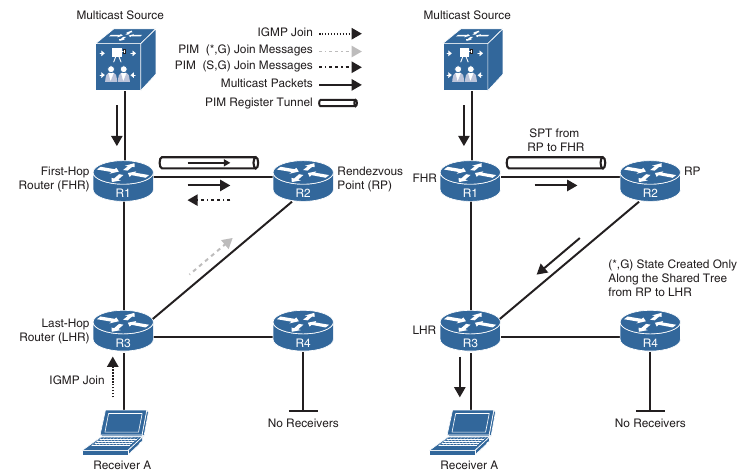 Multicast Source
IGMP Join
PIM (*,G) Join Messages
PIM (S,G) Join Messages
Multicast Packets
PIM Register Tunnel
First-Hop
Router (FHR)
R1
R2
Rendezvous
Point (RP)
Last-Hop
Router (LHR)
R3
R4
IGMP Join
No Receivers
Receiver A
Multicast Source
SPT from
RP to FHR
FHR
R1
R2
RP
(*,G) State Created Only
Along the Shared Tree
from RP to LHR
LHR
R3
R4
No Receivers
Receiver A